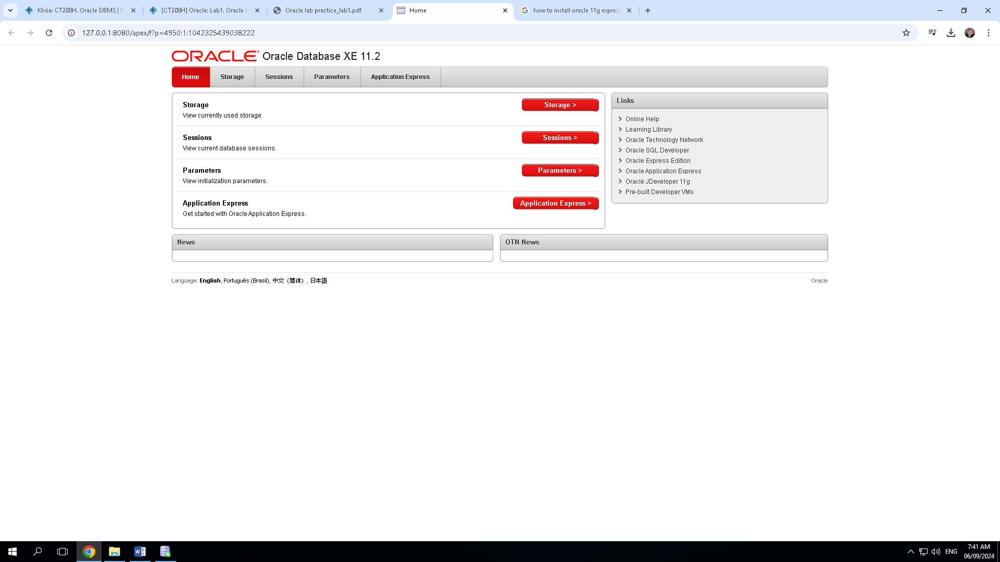 Khóa: CT208H. Oracle DBMS | C
[CT208H] Oracle: Lab1. Oracle i
Oracle lab practice_lab1.pdf
Home
how to install oracle 11g expres
127.0.0.1:8080/apex/f?p=4950:1:1042325439038222
ORACLE Oracle Database XE 11.2
Home
Storage
Sessions
Parameters
Application Express
Storage
View currently used storage.
Storage >
Sessions
View current database sessions.
Sessions >
Parameters
View initialization parameters.
Parameters >
Application Express
Get started with Oracle Application Express.
Application Express >
Links
Online Help
Learning Library
Oracle Technology Network
Oracle SQL Developer
Oracle Express Edition
Oracle Application Express
Oracle JDeveloper 11g
Pre-built Developer VMs
News
OTN News
Language: English, Português (Brasil), 中文（简体）, 日本語
Oracle
ENG
7:41 AM
06/09/2024